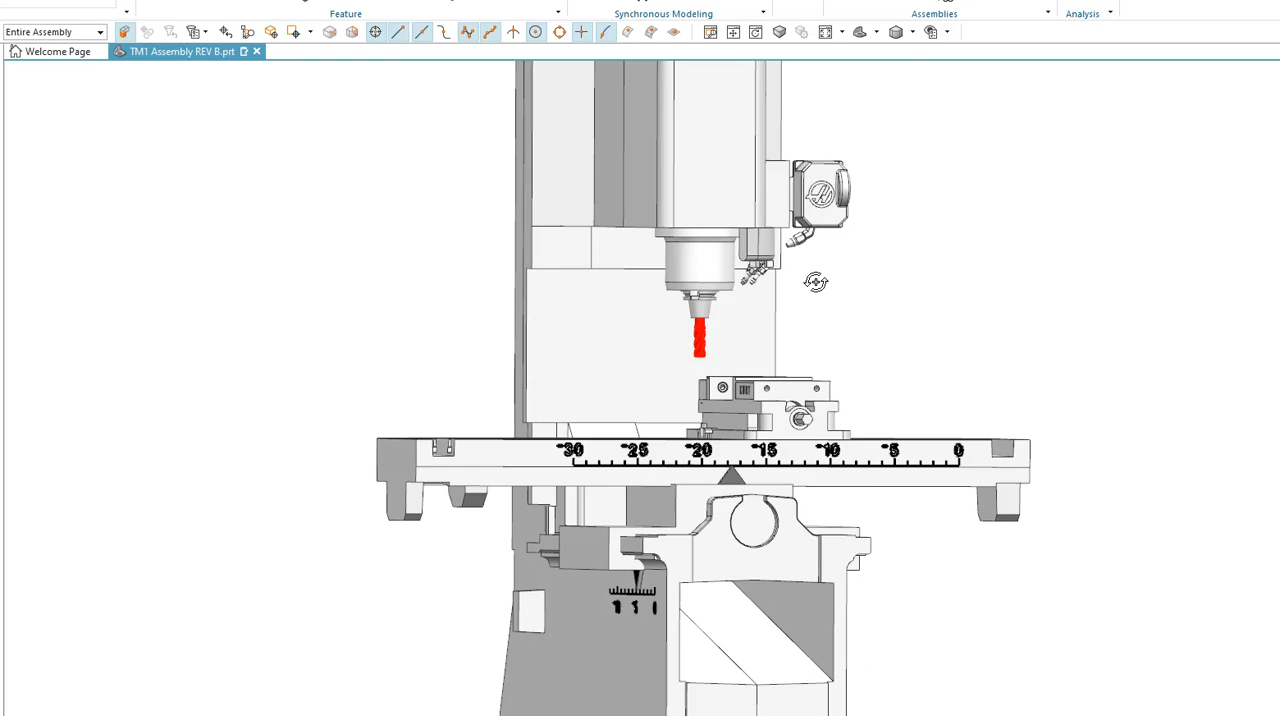 Feature
Synchronous Modeling
Assemblies
Analysis
Entire Assembly
Welcome Page
TM1 Assembly REV B.prt
-30 -25 -20 -15 -10 -5 0